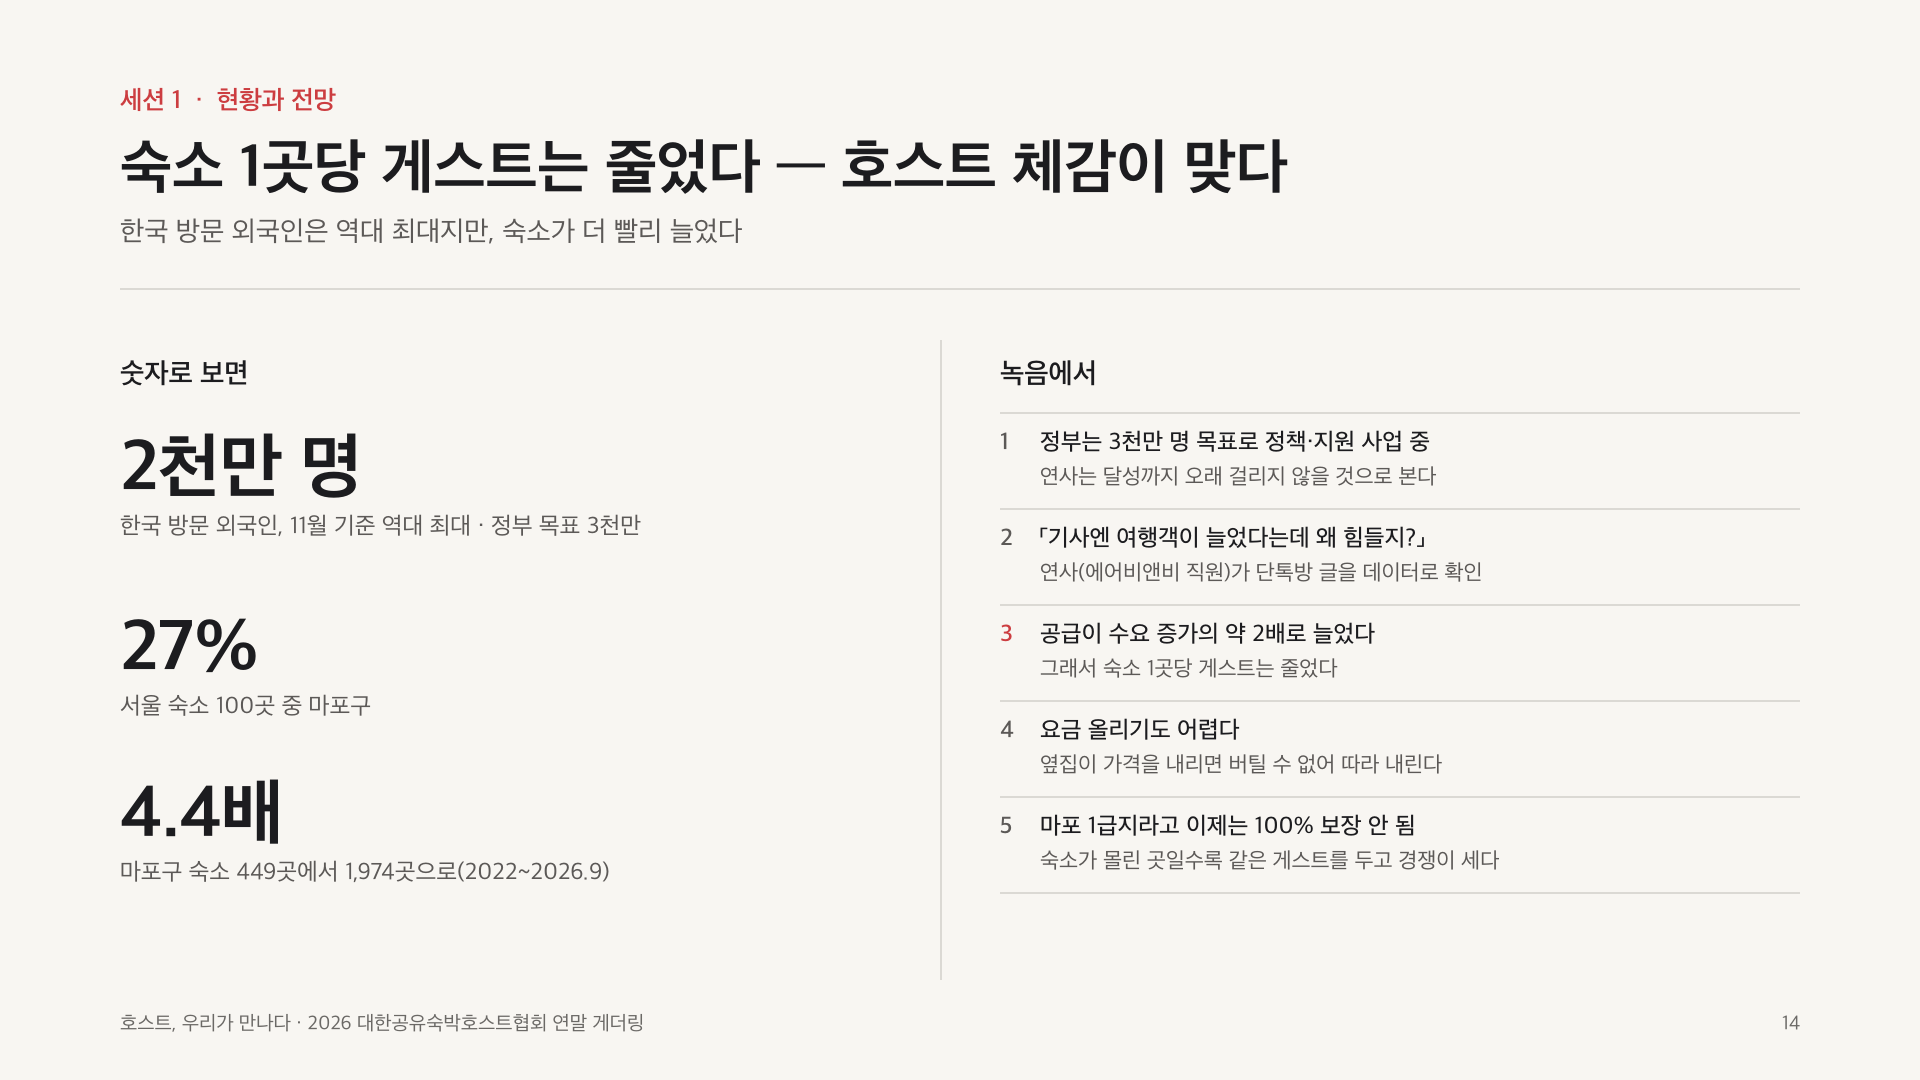 세션 1 · 현황과 전망
숙소 1곳당 게스트는 줄었다 — 호스트 체감이 맞다
한국 방문 외국인은 역대 최대지만, 숙소가 더 빨리 늘었다
숫자로 보면
2천만 명
한국 방문 외국인, 11월 기준 역대 최대 · 정부 목표 3천만
27%
서울 숙소 100곳 중 마포구
4.4배
마포구 숙소 449곳에서 1,974곳으로(2022~2026.9)
녹음에서
1 정부는 3천만 명 목표로 정책·지원 사업 중
연사는 달성까지 오래 걸리지 않을 것으로 본다
2 「기사엔 여행객이 늘었다는데 왜 힘들지?」
연사(에어비앤비 직원)가 단톡방 글을 데이터로 확인
3 공급이 수요 증가의 약 2배로 늘었다
그래서 숙소 1곳당 게스트는 줄었다
4 요금 올리기도 어렵다
옆집이 가격을 내리면 버틸 수 없어 따라 내린다
5 마포 1급지라고 이제는 100% 보장 안 됨
숙소가 몰린 곳일수록 같은 게스트를 두고 경쟁이 세다
호스트, 우리가 만나다 · 2026 대한공유숙박호스트협회 연말 게더링
14